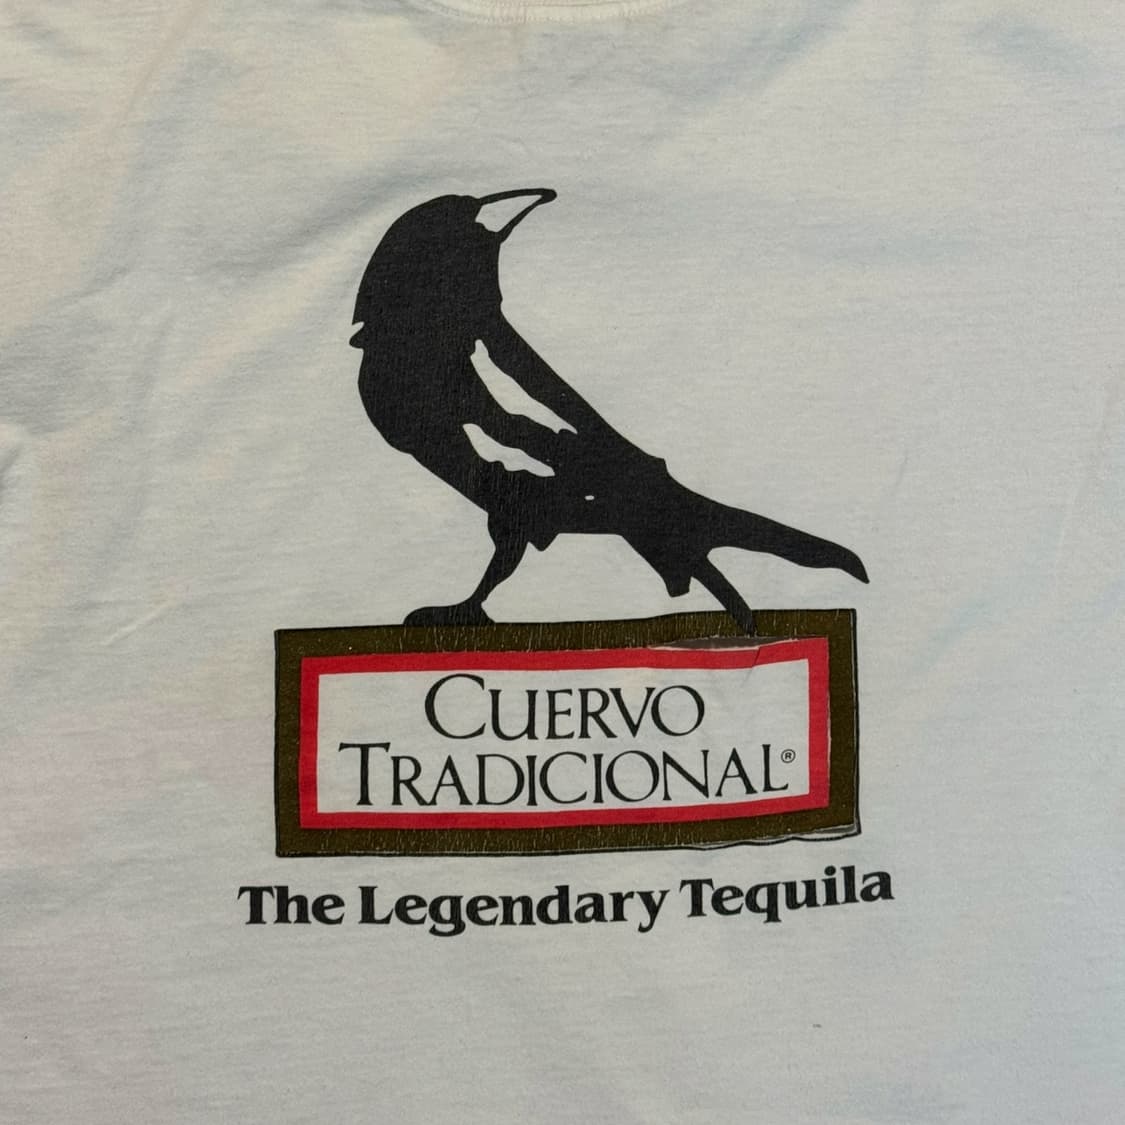 CUERVO
TRADICIONAL®
The Legendary Tequila